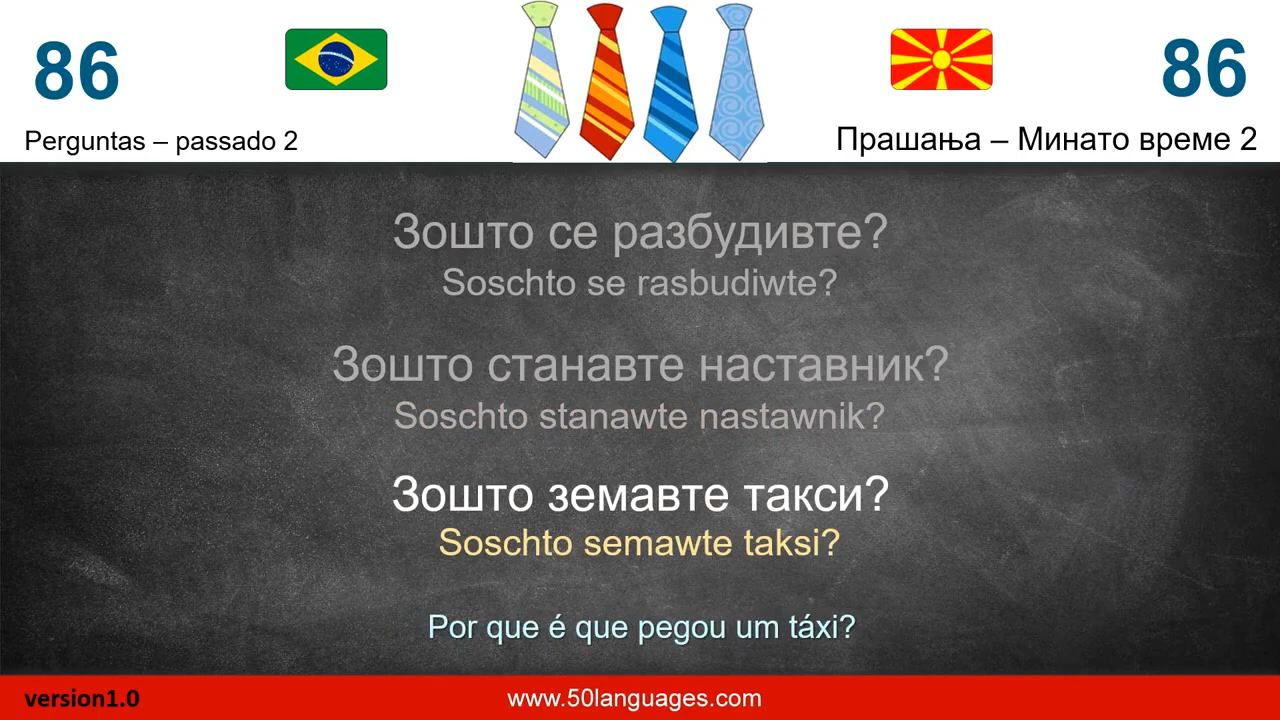 86
86
Perguntas – passado 2
Прашања – Минато време 2
Зошто се разбудивте?
Soschto se rasbudiwte?
Зошто станавте наставник?
Soschto stanawte nastawnik?
Зошто земавте такси?
Soschto semawte taksi?
Por que é que pegou um táxi?
version1.0
www.50languages.com